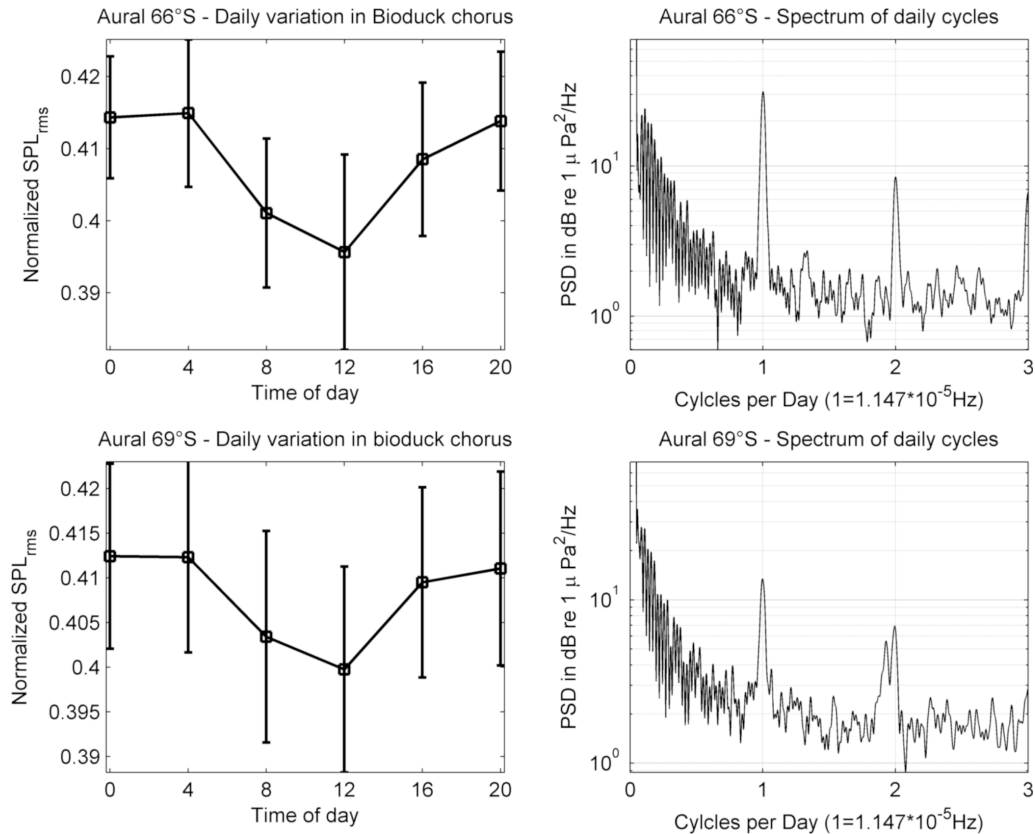 Aural 66°S - Daily variation in Bioduck chorus
Normalized SPLrms
0.42
0.41
0.4
0.39
0 4 8 12 16 20
Time of day
Aural 66°S - Spectrum of daily cycles
PSD in dB re 1 μ Pa²/Hz
10¹
10⁰
0 1 2 3
Cylcles per Day (1=1.147*10⁻⁵Hz)
Aural 69°S - Daily variation in bioduck chorus
Normalized SPLrms
0.42
0.415
0.41
0.405
0.4
0.395
0.39
0 4 8 12 16 20
Time of day
Aural 69°S - Spectrum of daily cycles
PSD in dB re 1 μ Pa²/Hz
10¹
10⁰
0 1 2 3
Cylcles per Day (1=1.147*10⁻⁵Hz)